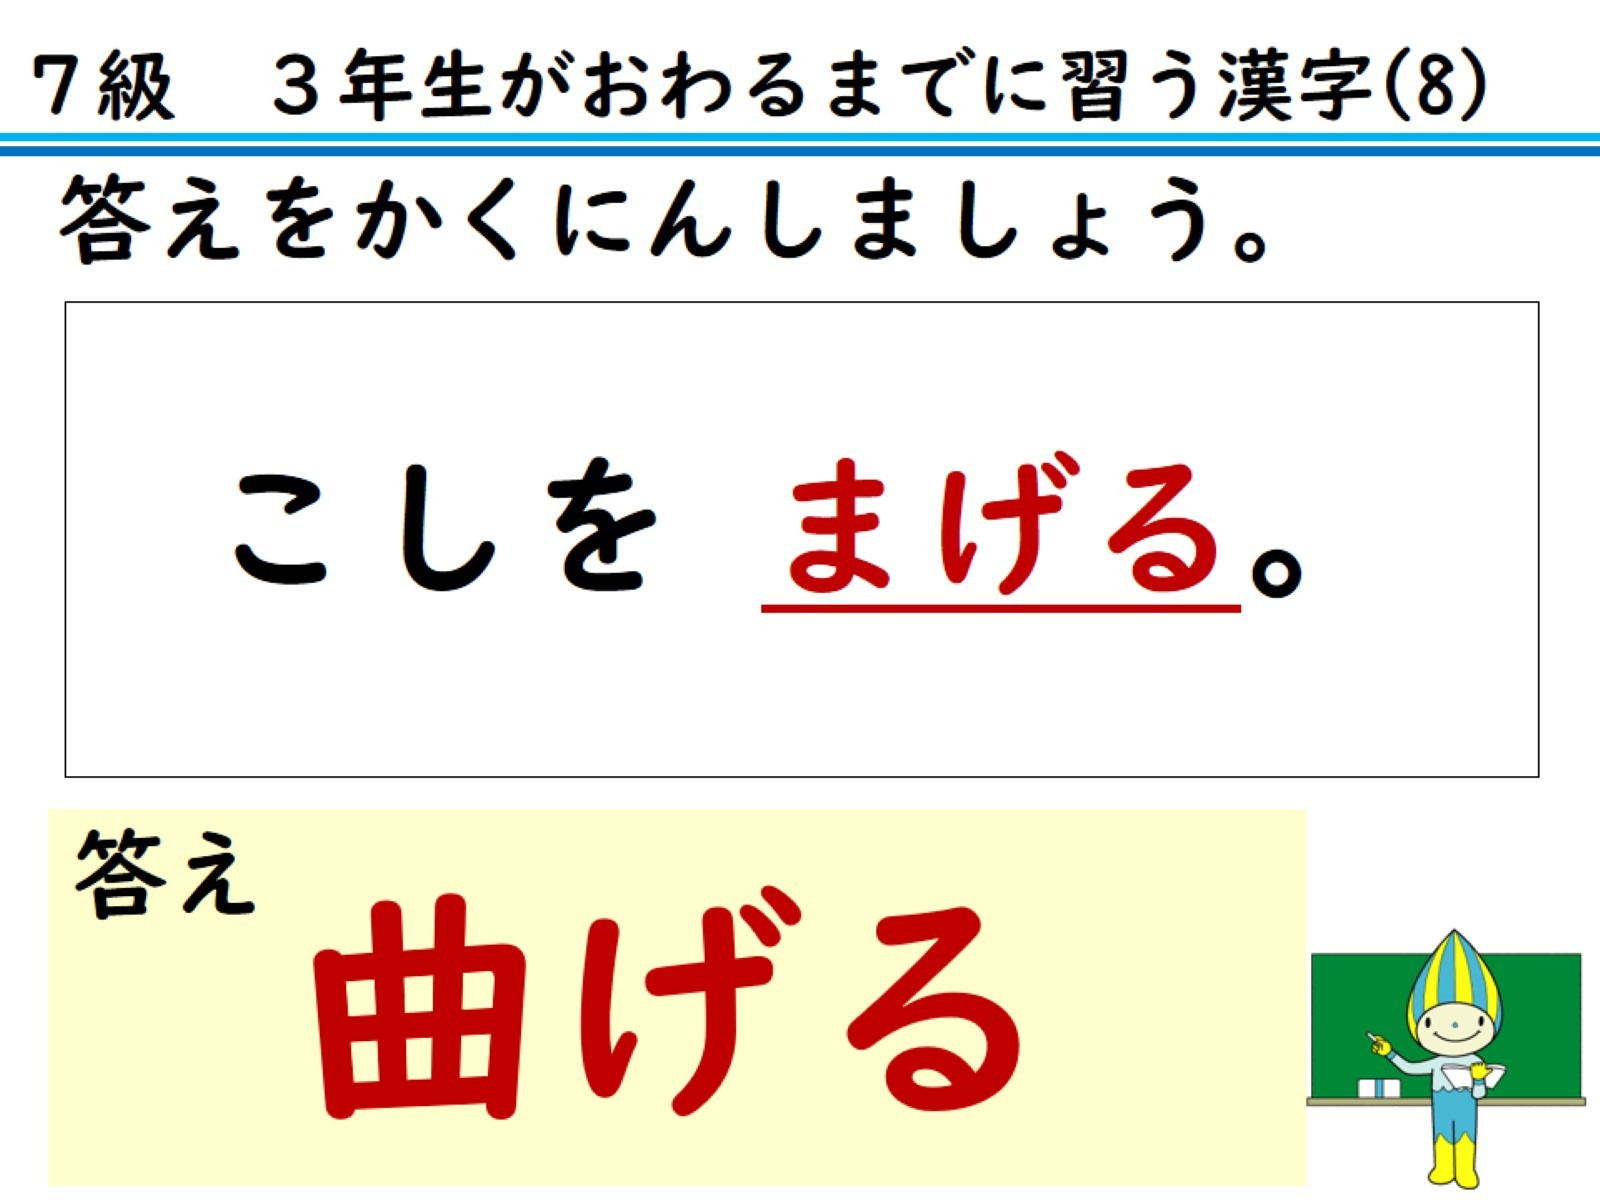 ７級　３年生がおわるまでに習う漢字(8)
答えをかくにんしましょう。
こしを　まげる。
答え
曲げる